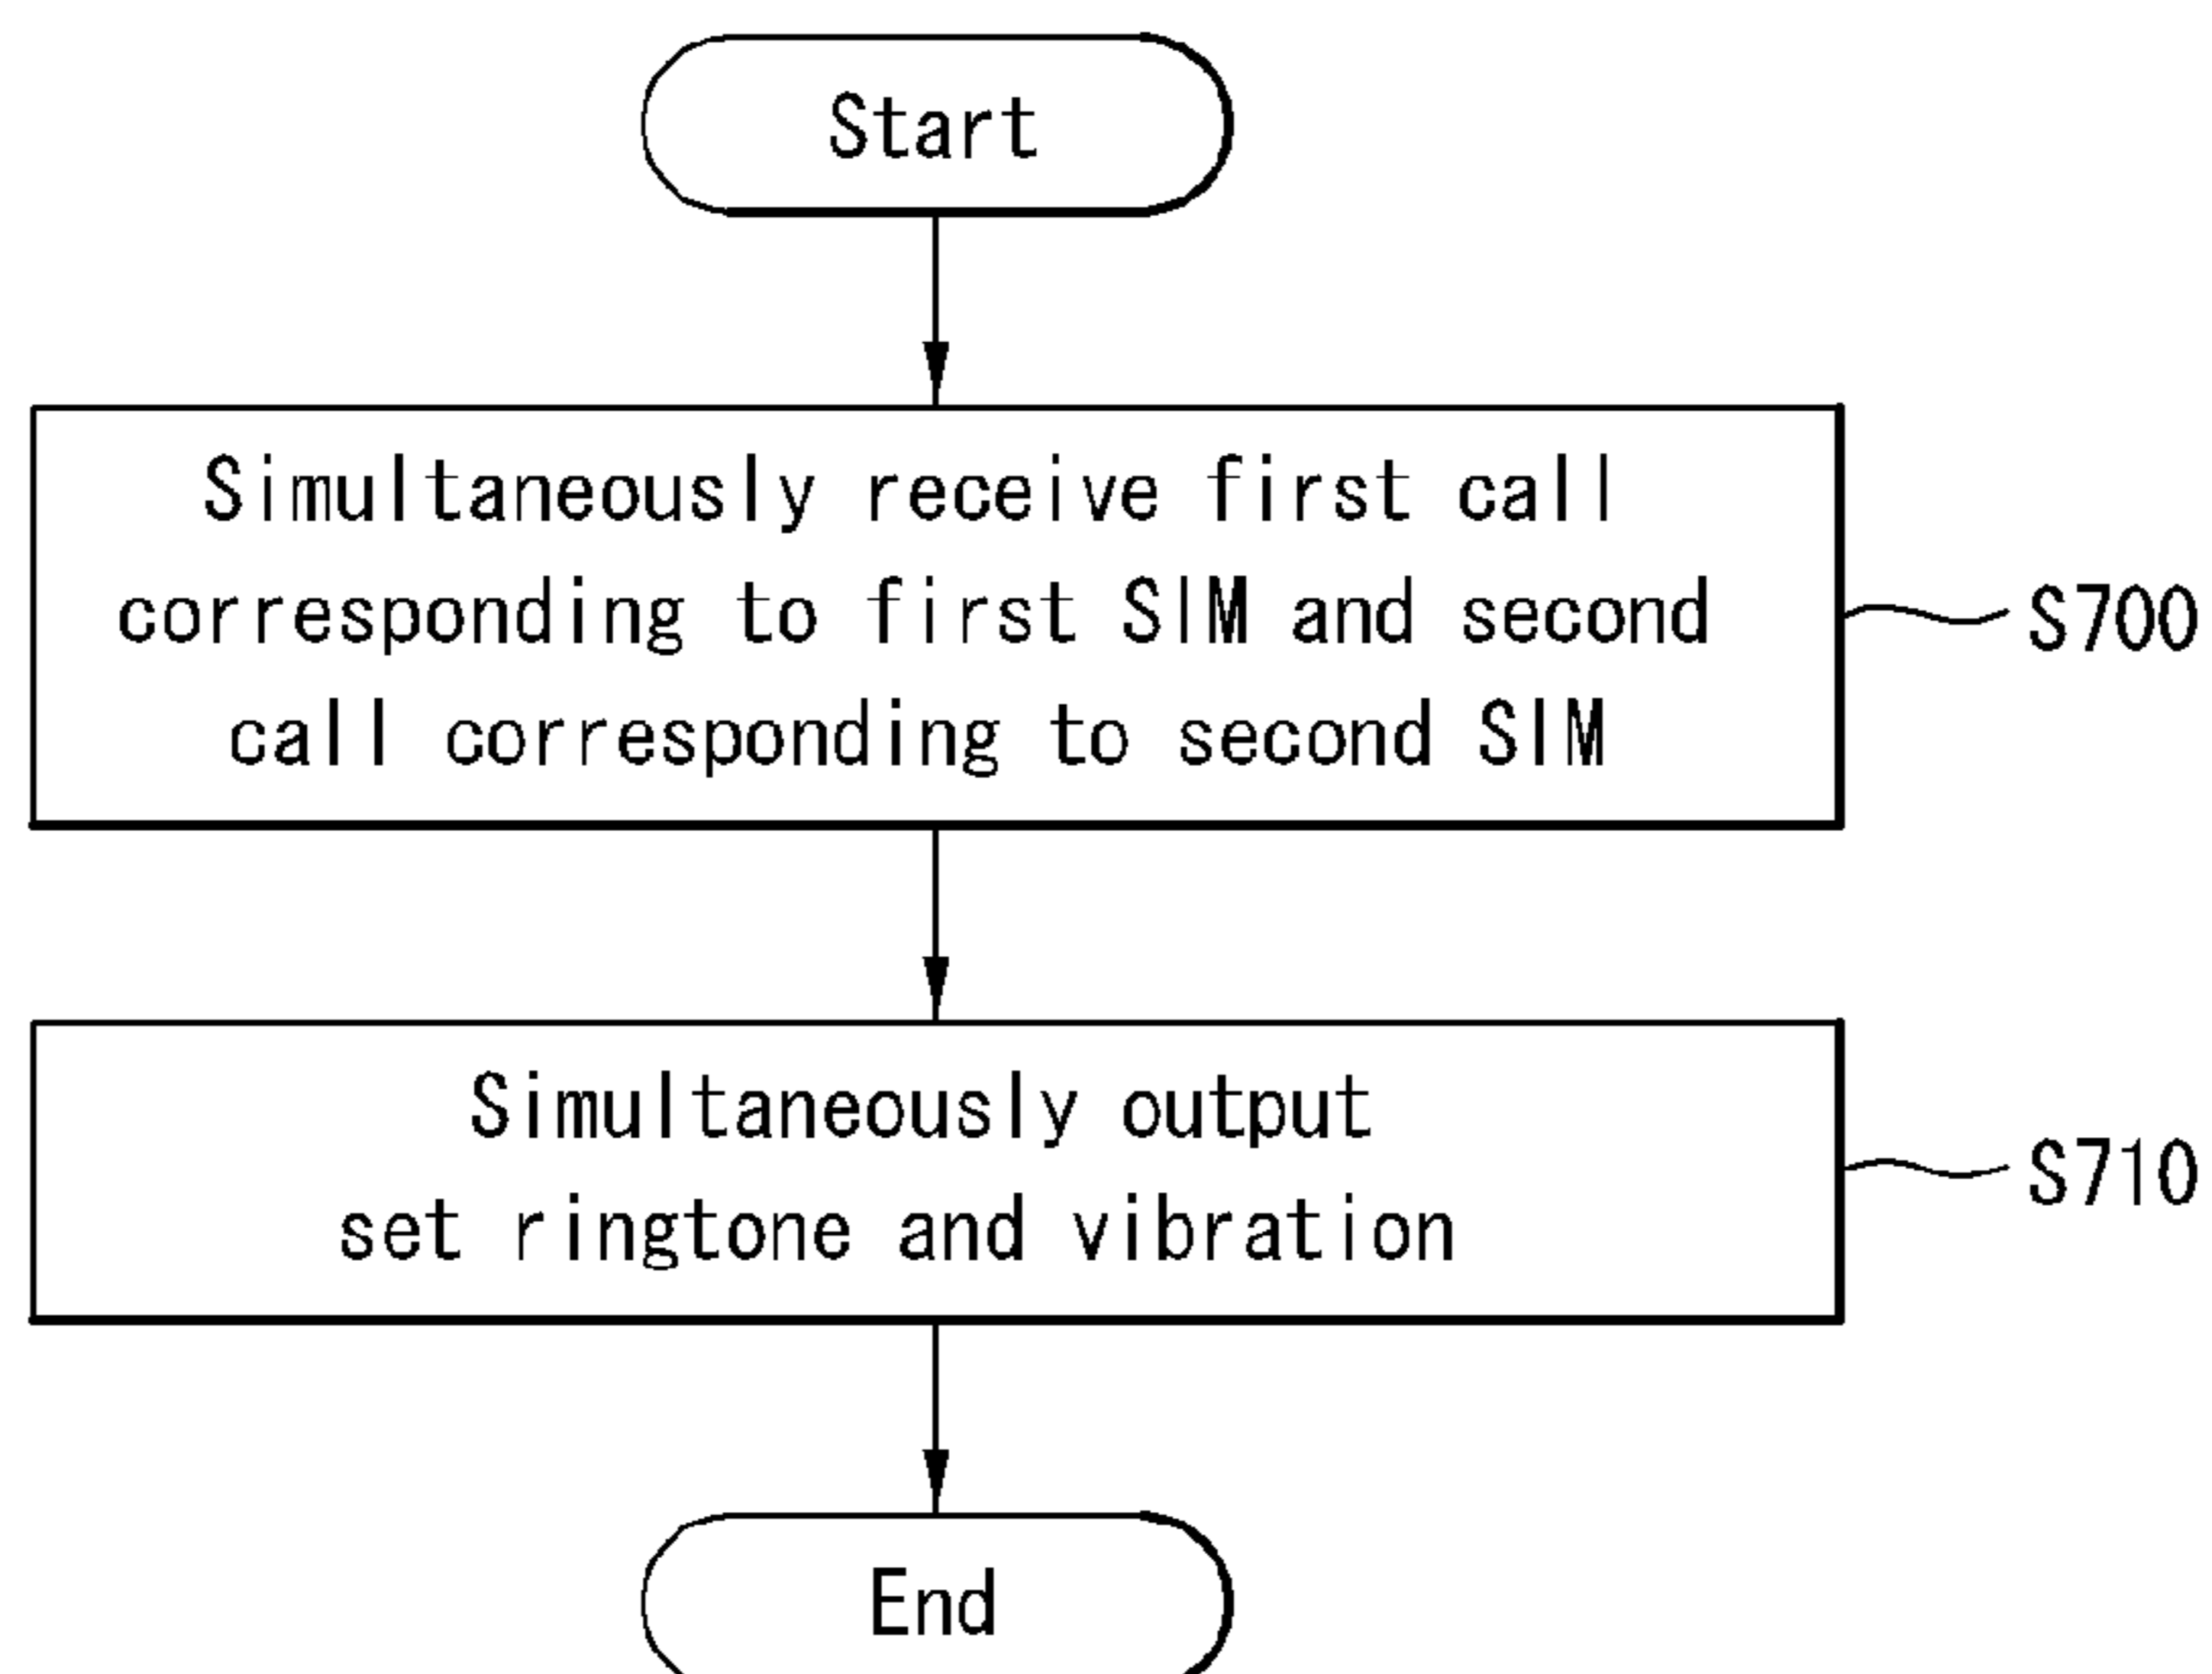 Start
Simultaneously receive first call
corresponding to first SIM and second
call corresponding to second SIM
S700
Simultaneously output
set ringtone and vibration
S710
End